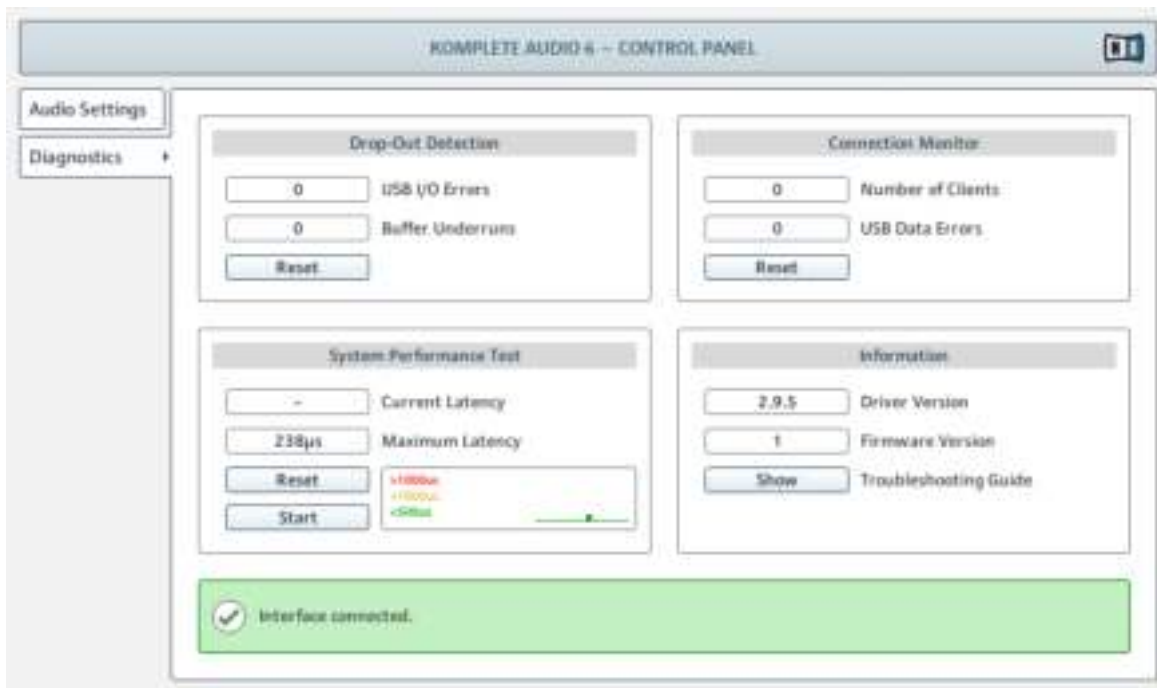 KOMPLETE AUDIO 6 – CONTROL PANEL
Audio Settings
Diagnostics
Drop-Out Detection
0 USB I/O Errors
0 Buffer Underruns
Reset
Connection Monitor
0 Number of Clients
0 USB Data Errors
Reset
System Performance Test
- Current Latency
238µs Maximum Latency
Reset
Start
<500us
Information
2.9.5 Driver Version
1 Firmware Version
Show Troubleshooting Guide
Interface connected.